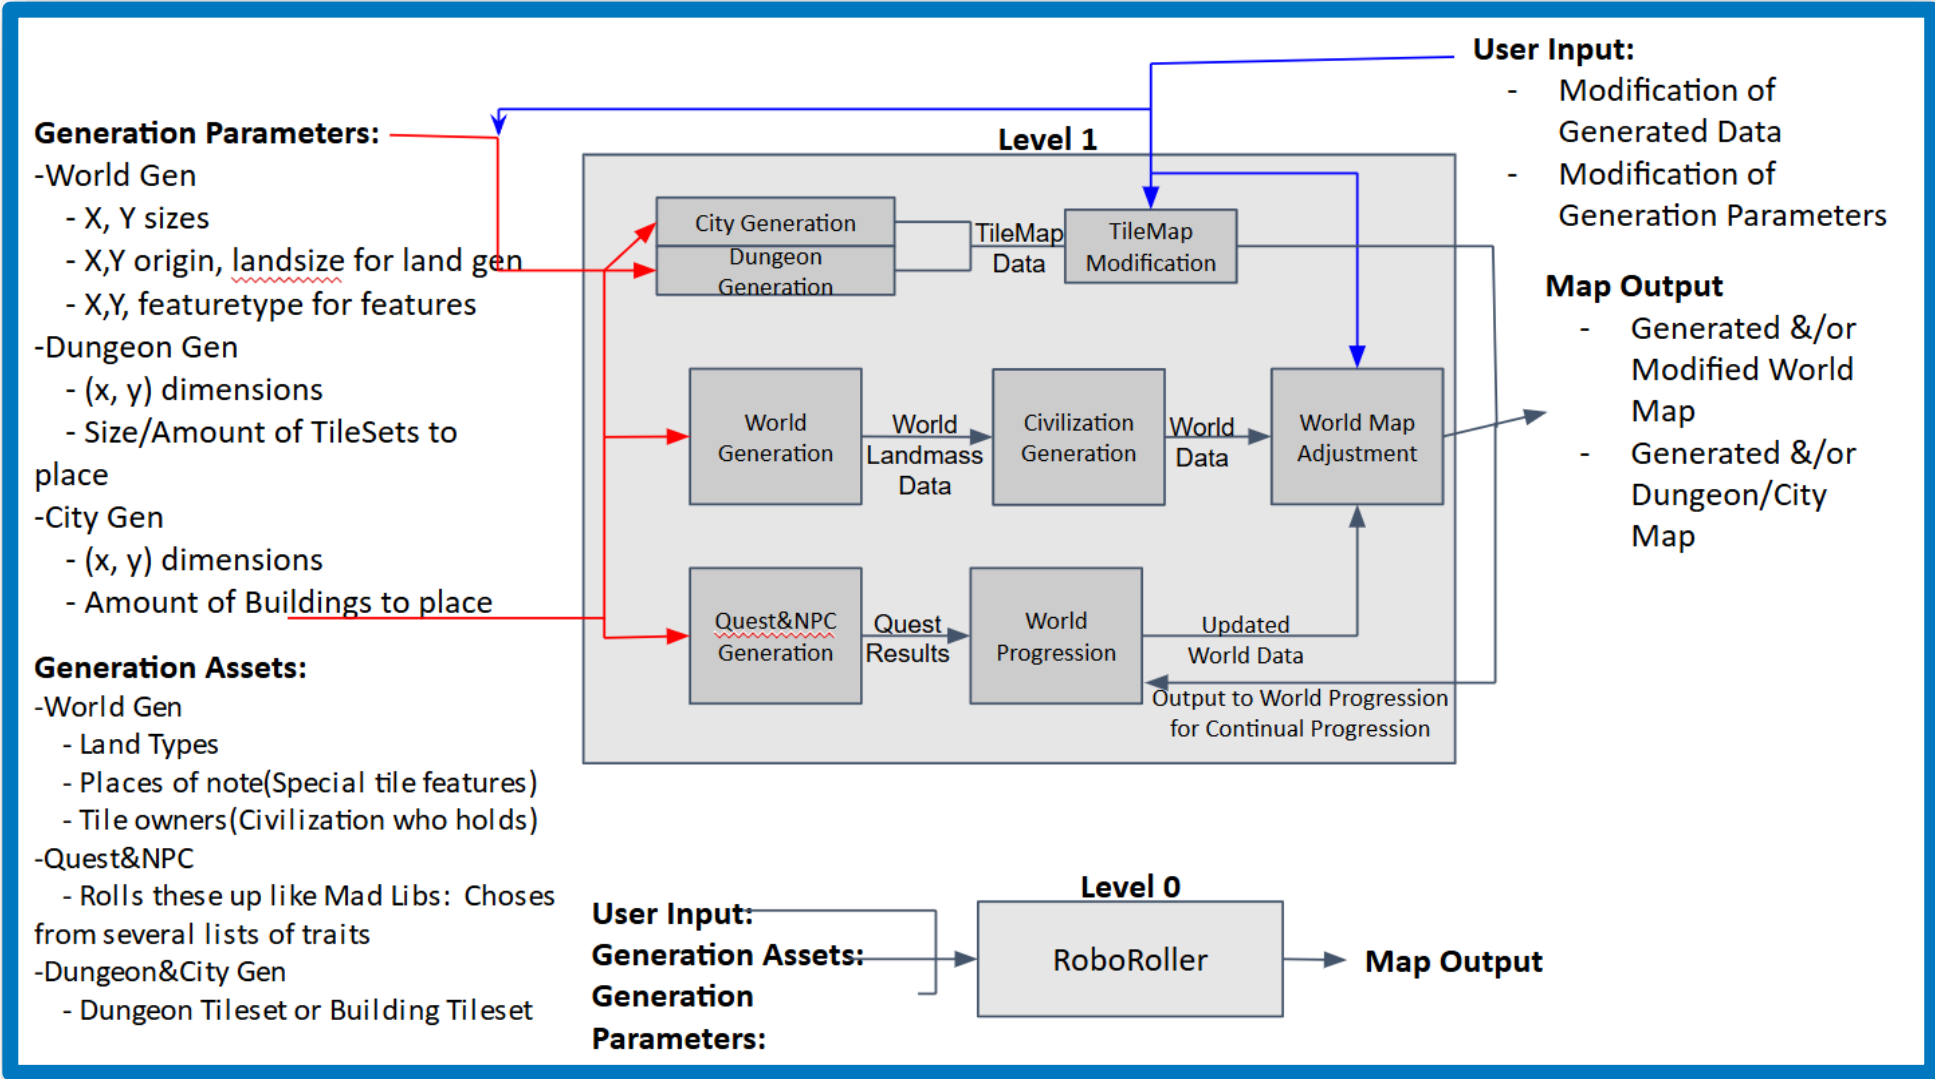 Generation Parameters:
-World Gen
- X, Y sizes
- X,Y origin, landsize for land gen
- X,Y, featuretype for features
-Dungeon Gen
- (x, y) dimensions
- Size/Amount of TileSets to
place
-City Gen
- (x, y) dimensions
- Amount of Buildings to place
Generation Assets:
-World Gen
- Land Types
- Places of note(Special tile features)
- Tile owners(Civilization who holds)
-Quest&NPC
- Rolls these up like Mad Libs: Choses
from several lists of traits
-Dungeon&City Gen
- Dungeon Tileset or Building Tileset
Level 1
City Generation
Dungeon
Generation
TileMap
Data
TileMap
Modification
World
Generation
World
Landmass
Data
Civilization
Generation
World
Data
World Map
Adjustment
Quest&NPC
Generation
Quest
Results
World
Progression
Updated
World Data
Output to World Progression
for Continual Progression
User Input:
- Modification of
Generated Data
- Modification of
Generation Parameters
Map Output
- Generated &/or
Modified World
Map
- Generated &/or
Dungeon/City
Map
Level 0
User Input:
Generation Assets:
Generation
Parameters:
RoboRoller
Map Output